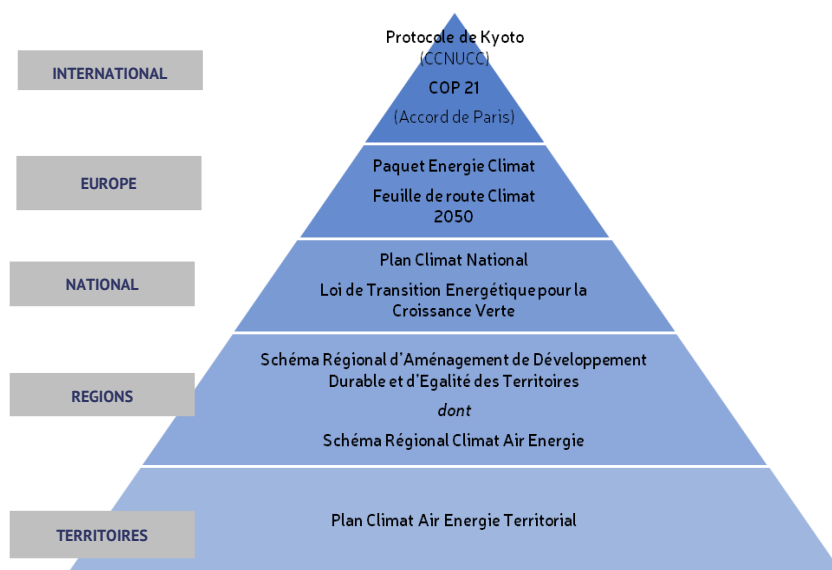 INTERNATIONAL
Protocole de Kyoto
(CCNUCC)
COP 21
(Accord de Paris)
EUROPE
Paquet Energie Climat
Feuille de route Climat
2050
NATIONAL
Plan Climat National
Loi de Transition Energétique pour la
Croissance Verte
REGIONS
Schéma Régional d'Aménagement de Développement
Durable et d'Egalité des Territoires
dont
Schéma Régional Climat Air Energie
TERRITOIRES
Plan Climat Air Energie Territorial